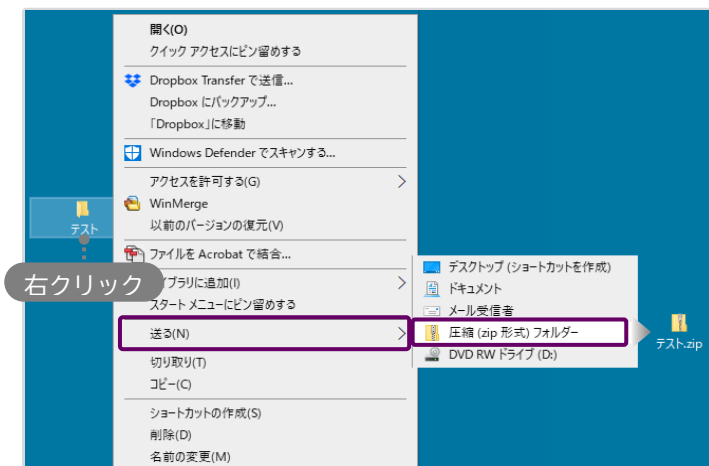 開く(O)
クイック アクセスにピン留めする
Dropbox Transfer で送信...
Dropbox にバックアップ...
「Dropbox」に移動
Windows Defender でスキャンする...
アクセスを許可する(G)
WinMerge
以前のバージョンの復元(V)
テスト
ファイルを Acrobat で結合...
右クリック
イブラリに追加(I)
スタート メニューにピン留めする
送る(N)
切り取り(T)
コピー(C)
ショートカットの作成(S)
削除(D)
名前の変更(M)
デスクトップ (ショートカットを作成)
ドキュメント
メール受信者
圧縮 (zip 形式) フォルダー
DVD RW ドライブ (D:)
テスト.zip